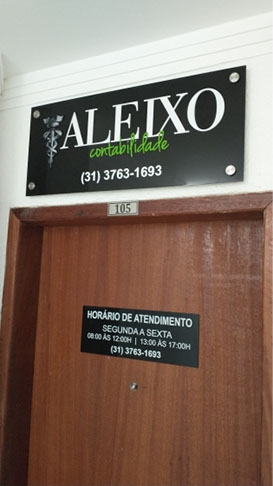 ALEIXO
contabilidade
(31) 3763-1693
105
HORÁRIO DE ATENDIMENTO
SEGUNDA A SEXTA
08:00 ÀS 12:00H | 13:00 ÀS 17:00H
(31) 3763-1693